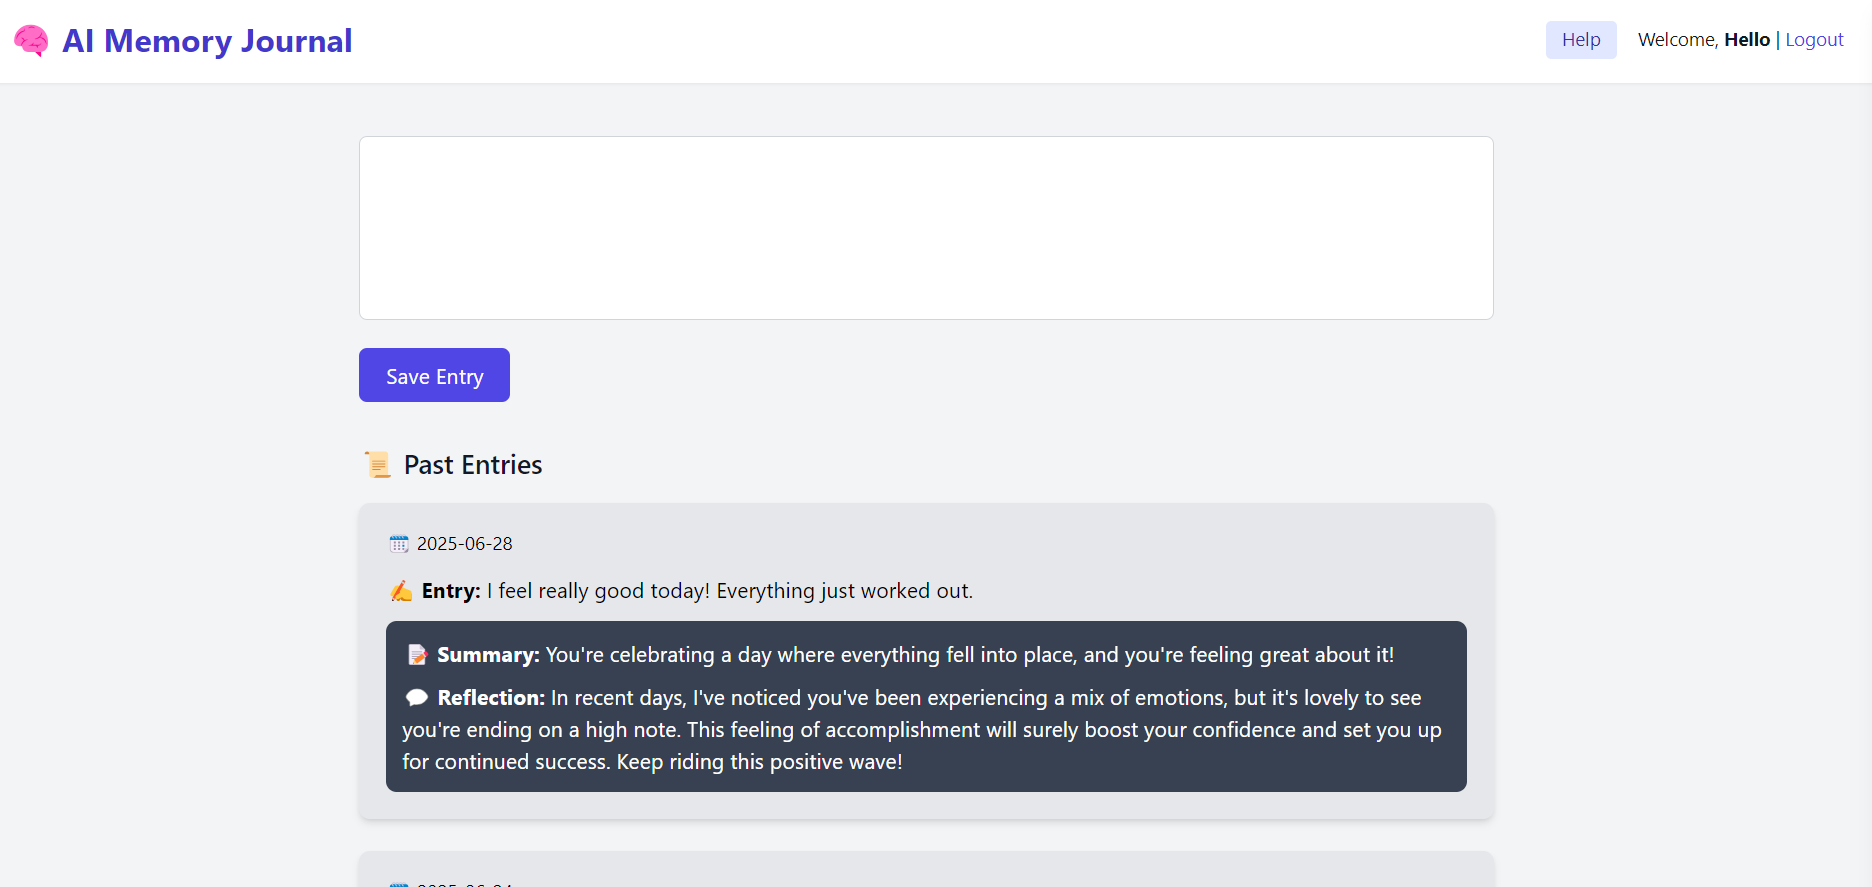 AI Memory Journal
Help
Welcome, Hello | Logout
Save Entry
Past Entries
2025-06-28
Entry: I feel really good today! Everything just worked out.
Summary: You're celebrating a day where everything fell into place, and you're feeling great about it!
Reflection: In recent days, I've noticed you've been experiencing a mix of emotions, but it's lovely to see
you're ending on a high note. This feeling of accomplishment will surely boost your confidence and set you up
for continued success. Keep riding this positive wave!